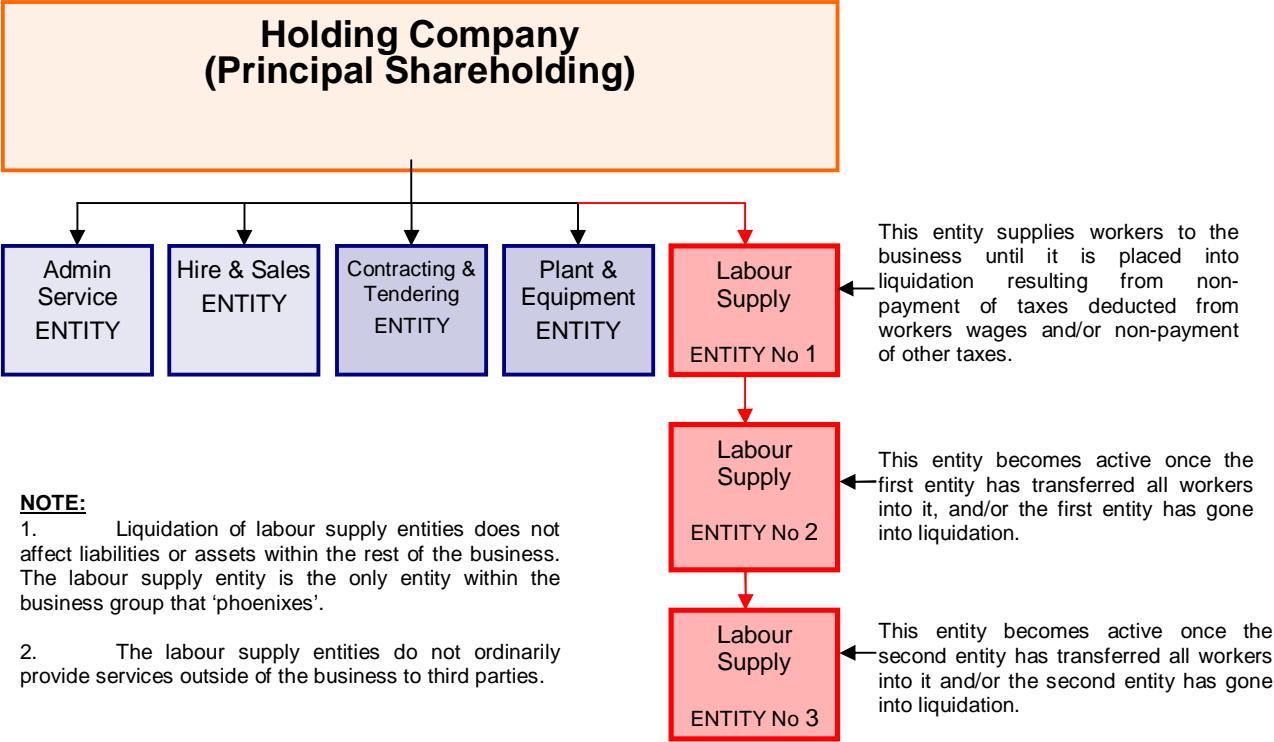 Holding Company
(Principal Shareholding)
Admin
Service
ENTITY
Hire & Sales
ENTITY
Contracting &
Tendering
ENTITY
Plant &
Equipment
ENTITY
Labour
Supply
ENTITY No 1
This entity supplies workers to the
business until it is placed into
liquidation resulting from non-
payment of taxes deducted from
workers wages and/or non-payment
of other taxes.
Labour
Supply
ENTITY No 2
This entity becomes active once the
first entity has transferred all workers
into it, and/or the first entity has gone
into liquidation.
NOTE:
1. Liquidation of labour supply entities does not
affect liabilities or assets within the rest of the business.
The labour supply entity is the only entity within the
business group that ‘phoenixes’.
2. The labour supply entities do not ordinarily
provide services outside of the business to third parties.
Labour
Supply
ENTITY No 3
This entity becomes active once the
second entity has transferred all workers
into it and/or the second entity has gone
into liquidation.